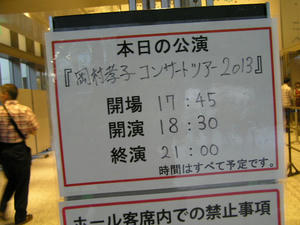 本日の公演
『岡村孝子コンサートツアー2013』
開場 17:45
開演 18:30
終演 21:00
時間はすべて予定です。
ホール客席内での禁止事項